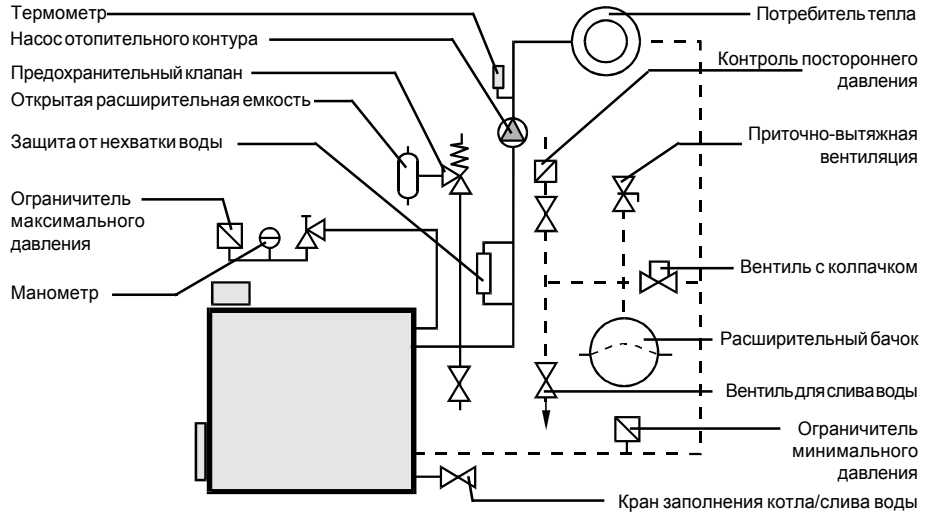 Термометр
Насос отопительного контура
Предохранительный клапан
Открытая расширительная емкость
Защита от нехватки воды
Ограничитель
максимального
давления
Манометр
Потребитель тепла
Контроль постороннего
давления
Приточно-вытяжная
вентиляция
Вентиль с колпачком
Расширительный бачок
Вентиль для слива воды
Ограничитель
минимального
давления
Кран заполнения котла/слива воды